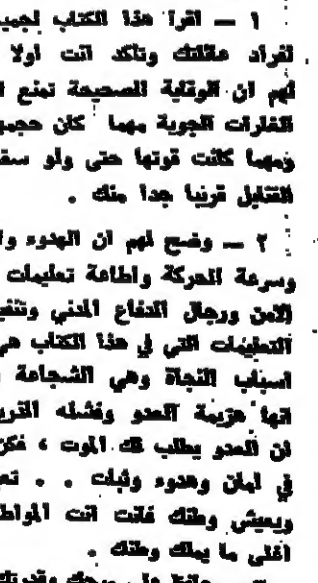 ١ — اقرأ هذا الكتاب لجميع
افراد عائلتك وتأكد انت اولا
لهم ان الوقاية الصحيحة تمنع
الغارات الجوية مهما كان حجمها
ومهما كانت قوتها حتى ولو سقطت
القنابل قريبا جدا منك .
٢ — وضح لهم ان الهدوء
وسرعة الحركة واطاعة تعليمات
الامن ورجال الدفاع المدني وتنفيذ
التعليمات التي في هذا الكتاب هي
اسباب النجاة وهي الشجاعة
انها هزيمة العدو وفشله الذريع
لان العدو يطلب لك الموت ، فكن
في امان وهدوء وثبات . .
ويعيش وطنك فانت انت المواطن
اغلى ما يملك وطنك .